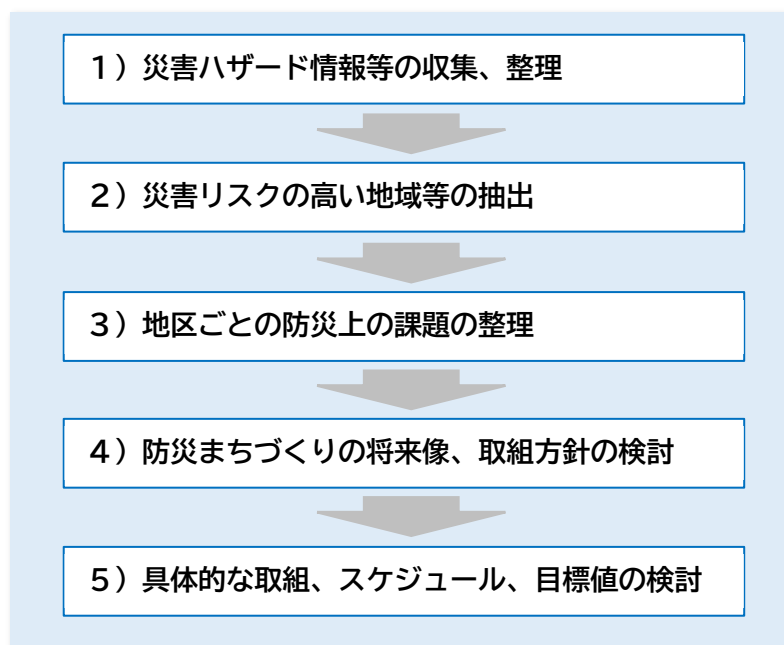 1）災害ハザード情報等の収集、整理
2）災害リスクの高い地域等の抽出
3）地区ごとの防災上の課題の整理
4）防災まちづくりの将来像、取組方針の検討
5）具体的な取組、スケジュール、目標値の検討